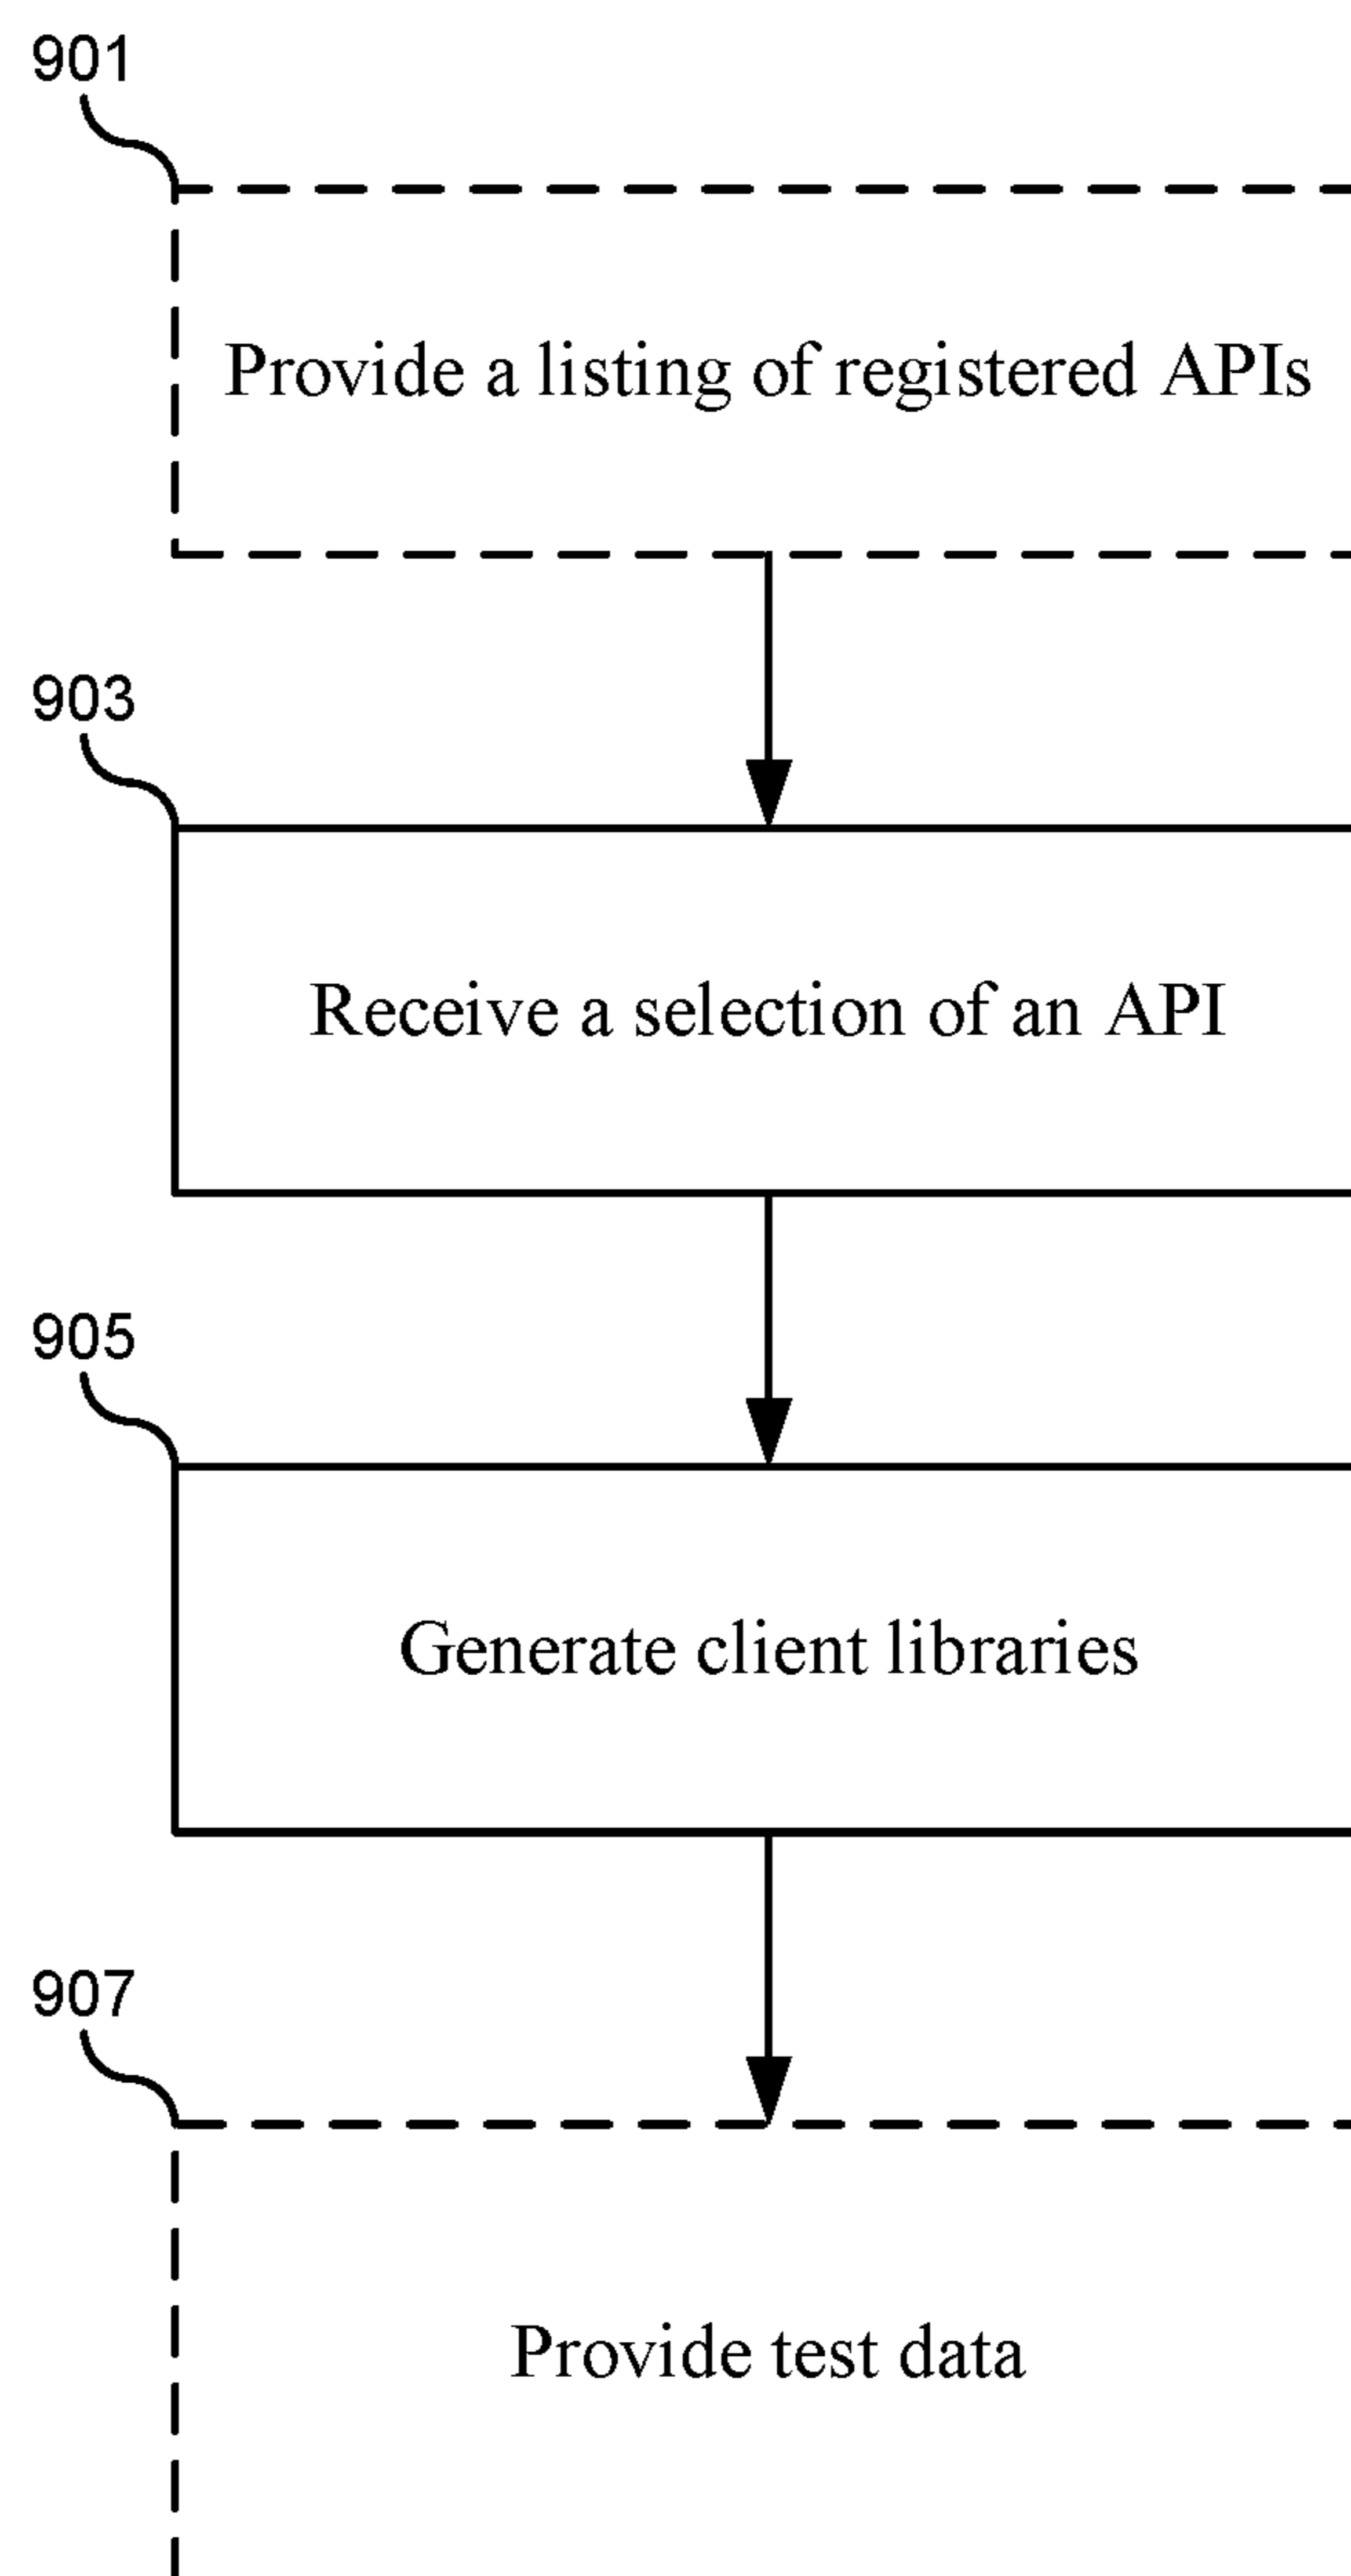 901
Provide a listing of registered APIs
903
Receive a selection of an API
905
Generate client libraries
907
Provide test data